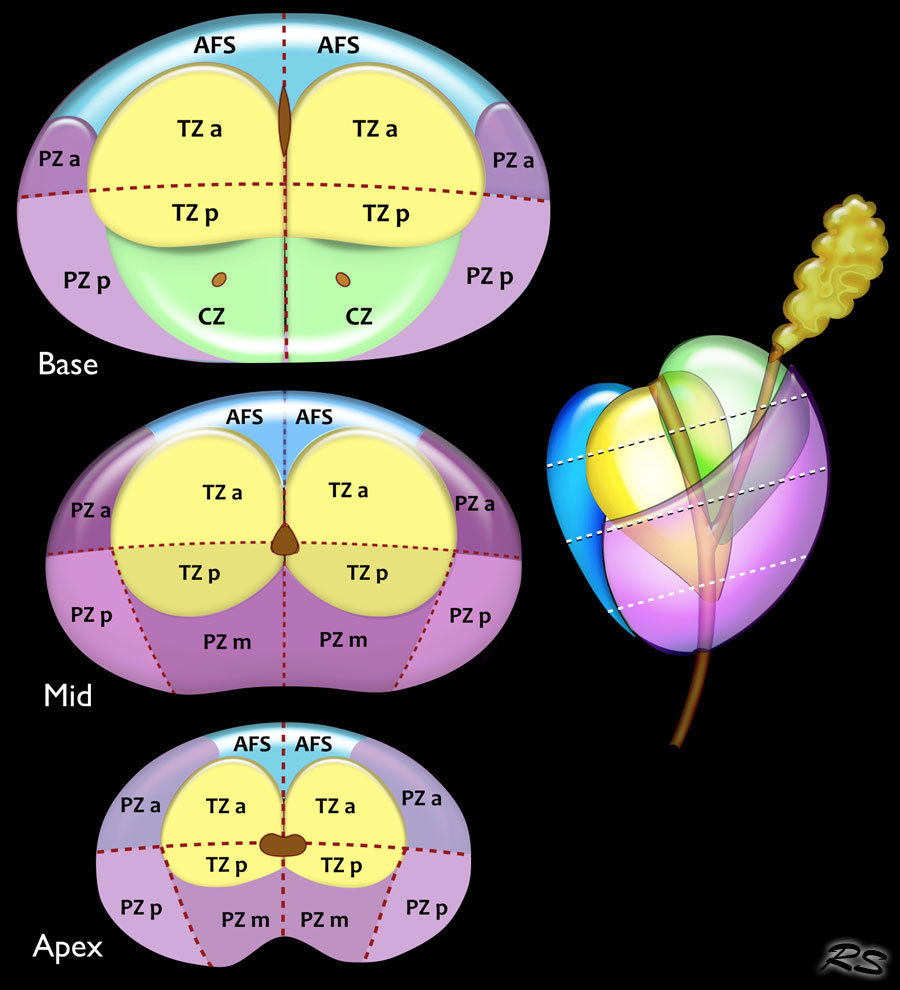 AFS AFS
TZ a TZ a
PZ a PZ a
TZ p TZ p
PZ p PZ p
CZ CZ
Base
AFS AFS
TZ a TZ a
PZ a PZ a
TZ p TZ p
PZ p PZ p
PZ m PZ m
Mid
AFS AFS
PZ a TZ a TZ a PZ a
TZ p TZ p
PZ p PZ p
PZ m PZ m
Apex
RS